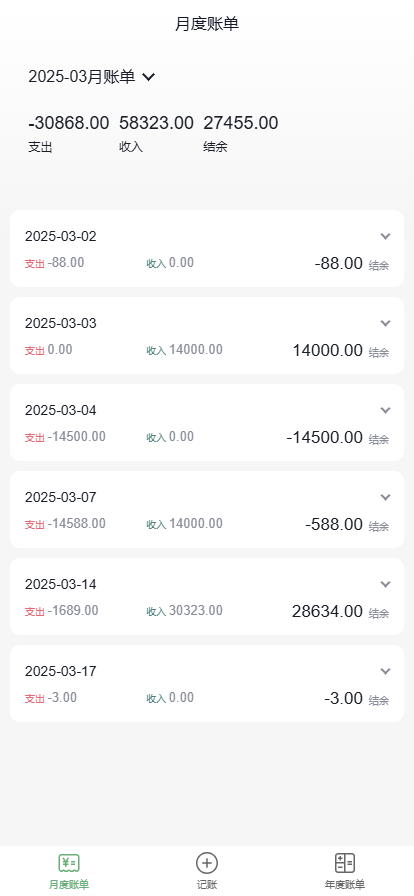 月度账单
2025-03月账单
-30868.00 58323.00 27455.00
支出 收入 结余
2025-03-02
支出 -88.00 收入 0.00 -88.00 结余
2025-03-03
支出 0.00 收入 14000.00 14000.00 结余
2025-03-04
支出 -14500.00 收入 0.00 -14500.00 结余
2025-03-07
支出 -14588.00 收入 14000.00 -588.00 结余
2025-03-14
支出 -1689.00 收入 30323.00 28634.00 结余
2025-03-17
支出 -3.00 收入 0.00 -3.00 结余
月度账单 记账 年度账单